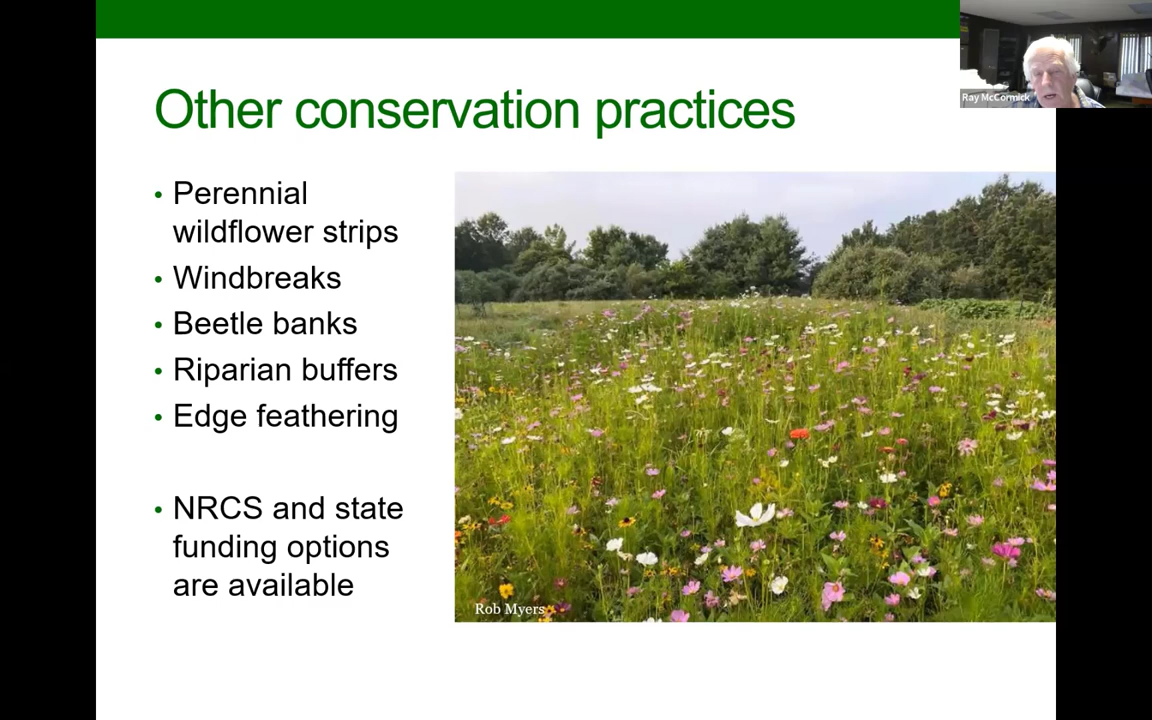 Ray McCormick
Other conservation practices
• Perennial
wildflower strips
• Windbreaks
• Beetle banks
• Riparian buffers
• Edge feathering
• NRCS and state
funding options
are available
Rob Myers